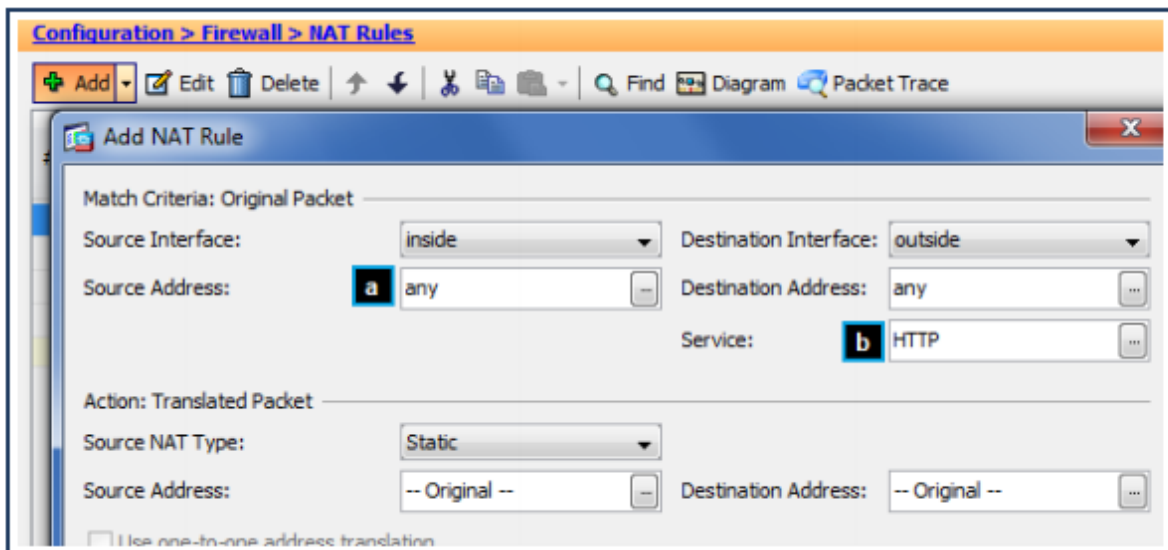 Configuration > Firewall > NAT Rules
Add Edit Delete Find Diagram Packet Trace
Add NAT Rule
Match Criteria: Original Packet
Source Interface: inside Destination Interface: outside
Source Address: a any Destination Address: any
Service: b HTTP
Action: Translated Packet
Source NAT Type: Static
Source Address: -- Original -- Destination Address: -- Original --
Use one-to-one address translation